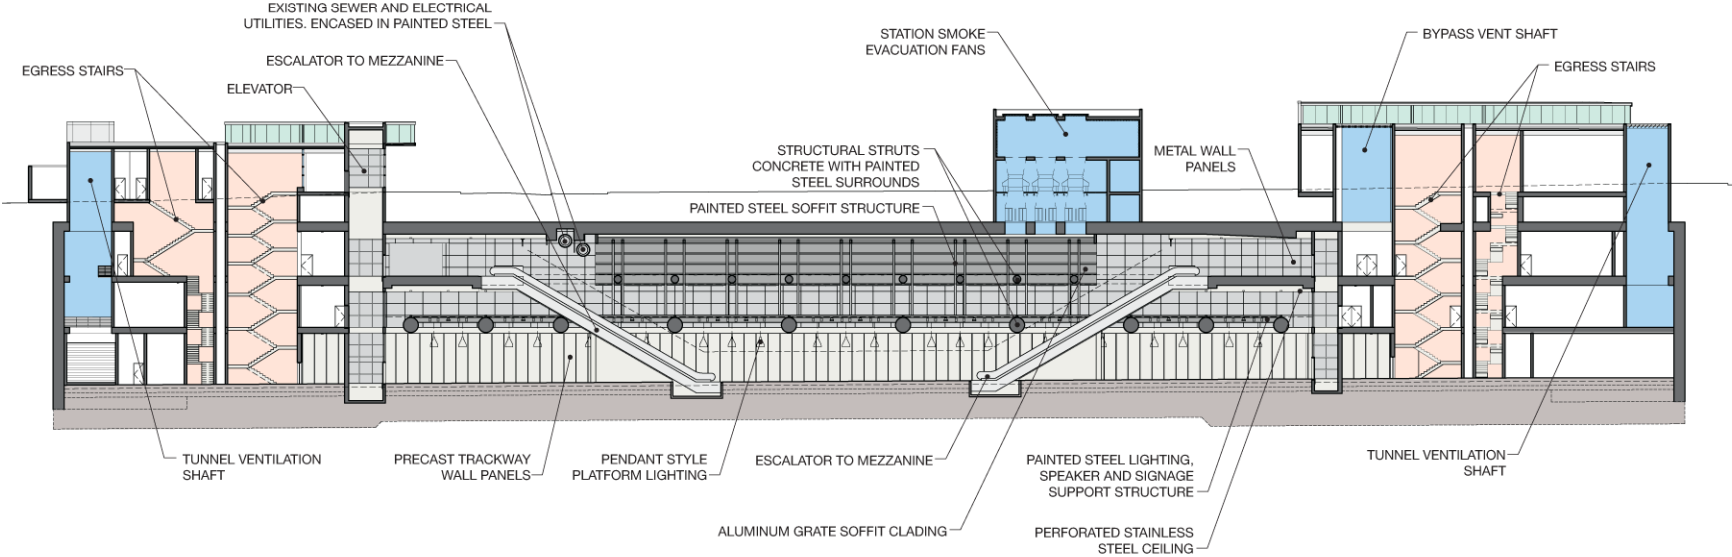 EXISTING SEWER AND ELECTRICAL
UTILITIES. ENCASED IN PAINTED STEEL
ESCALATOR TO MEZZANINE
EGRESS STAIRS
ELEVATOR
STATION SMOKE
EVACUATION FANS
BYPASS VENT SHAFT
EGRESS STAIRS
STRUCTURAL STRUTS
CONCRETE WITH PAINTED
STEEL SURROUNDS
METAL WALL
PANELS
PAINTED STEEL SOFFIT STRUCTURE
TUNNEL VENTILATION
SHAFT
PRECAST TRACKWAY
WALL PANELS
PENDANT STYLE
PLATFORM LIGHTING
ESCALATOR TO MEZZANINE
PAINTED STEEL LIGHTING,
SPEAKER AND SIGNAGE
SUPPORT STRUCTURE
TUNNEL VENTILATION
SHAFT
ALUMINUM GRATE SOFFIT CLADING
PERFORATED STAINLESS
STEEL CEILING